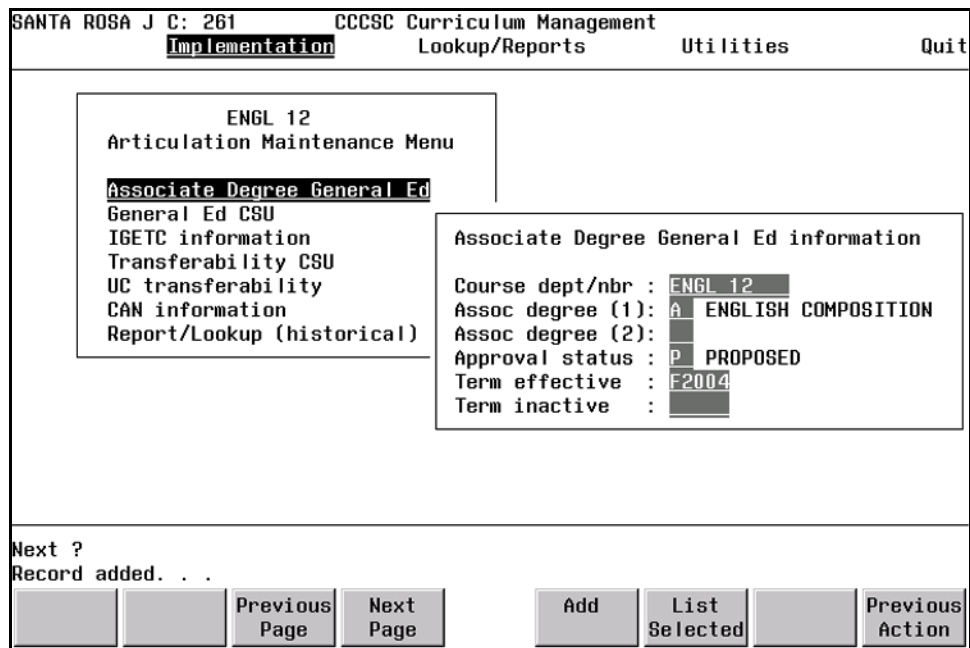 SANTA ROSA J C: 261 CCCSC Curriculum Management
Implementation Lookup/Reports Utilities Quit
ENGL 12
Articulation Maintenance Menu
Associate Degree General Ed
General Ed CSU
IGETC information
Transferability CSU
UC transferability
CAN information
Report/Lookup (historical)
Associate Degree General Ed information
Course dept/nbr : ENGL 12
Assoc degree (1): A ENGLISH COMPOSITION
Assoc degree (2):
Approval status : P PROPOSED
Term effective : F2004
Term inactive :
Next ?
Record added. . .
Previous Page
Next Page
Add
List Selected
Previous Action